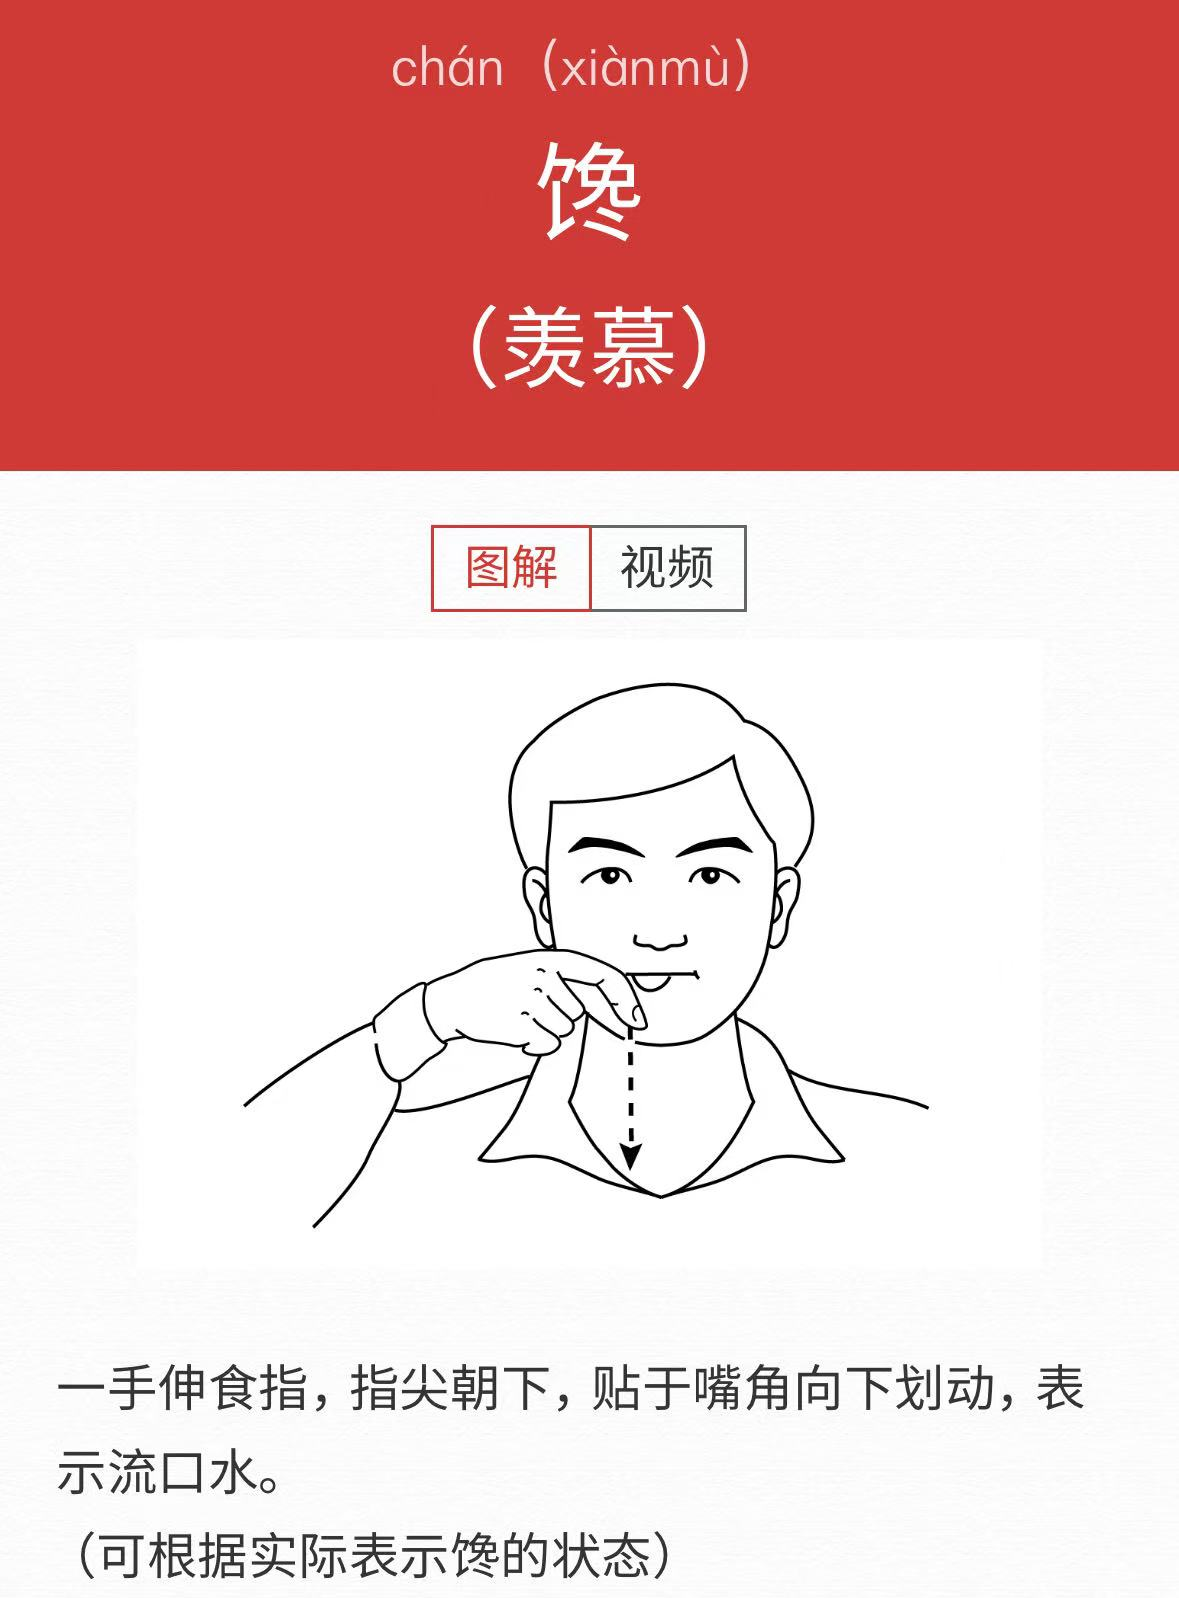 chán（xiànmù）
馋
（羡慕）
图解 视频
一手伸食指，指尖朝下，贴于嘴角向下划动，表
示流口水。
（可根据实际表示馋的状态）